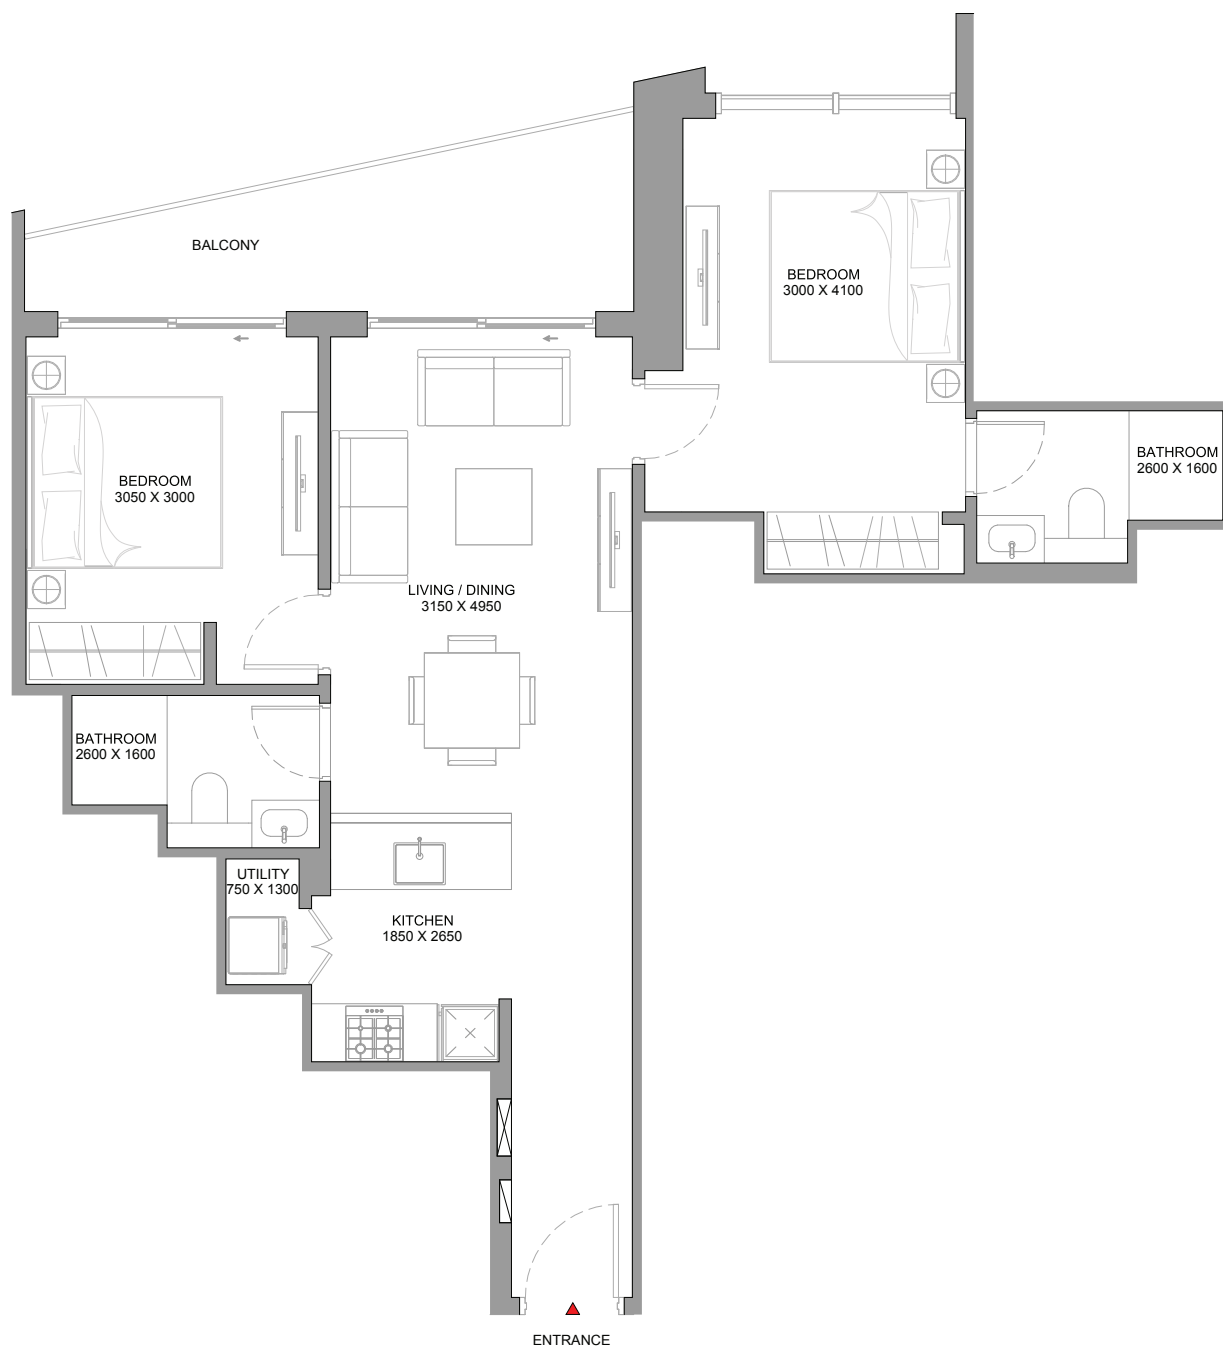 BALCONY
BEDROOM
3000 X 4100
BATHROOM
2600 X 1600
BEDROOM
3050 X 3000
LIVING / DINING
3150 X 4950
BATHROOM
2600 X 1600
UTILITY
750 X 1300
KITCHEN
1850 X 2650
ENTRANCE